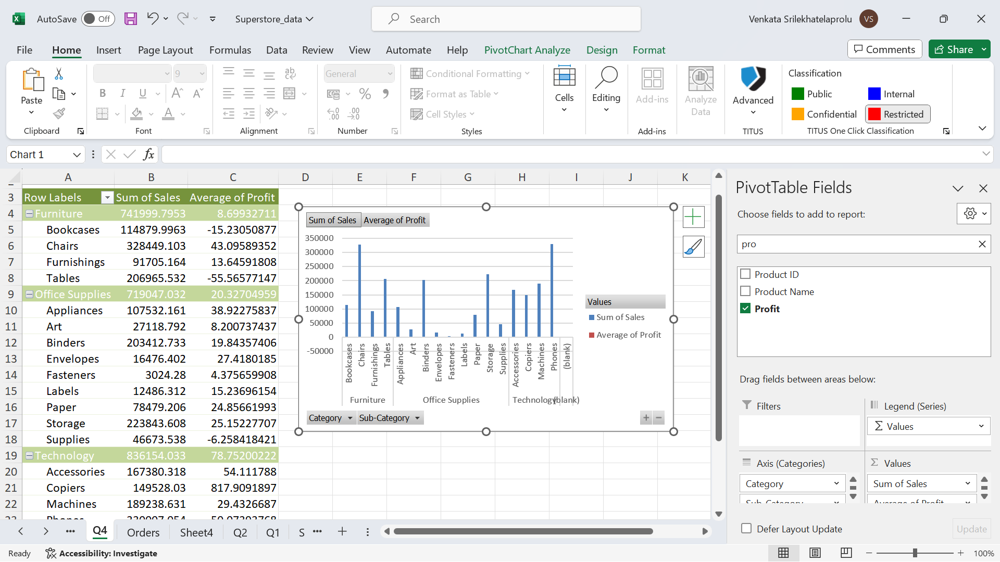 AutoSave Off Superstore_data Search Venkata Srilekhatelaprolu VS
File Home Insert Page Layout Formulas Data Review View Automate Help PivotChart Analyze Design Format Comments Share
Paste
Clipboard
9
B I U A A
A
Font
ab
Alignment
General
% 9
Number
Conditional Formatting
Format as Table
Cell Styles
Styles
Cells
Editing
Add-ins
Add-ins
Analyze
Data
Advanced
TITUS
Classification
Public Internal
Confidential Restricted
TITUS One Click Classification
Chart 1 fx
A B C D E F G H I J K
3 Row Labels Sum of Sales Average of Profit
4 Furniture 741999.7953 8.69932711
5 Bookcases 114879.9963 -15.23050877
6 Chairs 328449.103 43.09589352
7 Furnishings 91705.164 13.64591808
8 Tables 206965.532 -55.56577147
9 Office Supplies 719047.032 20.32704959
10 Appliances 107532.161 38.92275837
11 Art 27118.792 8.200737437
12 Binders 203412.733 19.84357406
13 Envelopes 16476.402 27.4180185
14 Fasteners 3024.28 4.375659908
15 Labels 12486.312 15.23696154
16 Paper 78479.206 24.85661993
17 Storage 223843.608 25.15227707
18 Supplies 46673.538 -6.258418421
19 Technology 836154.033 78.75200222
20 Accessories 167380.318 54.111788
21 Copiers 149528.03 817.9091897
22 Machines 189238.631 29.4326687
Sum of Sales Average of Profit
350000
300000
250000
200000
150000
100000
50000
0
-50000
Bookcases Chairs Furnishings Tables Appliances Art Binders Envelopes Fasteners Labels Paper Storage Supplies Accessories Copiers Machines Phones (blank)
Furniture Office Supplies Technology (blank)
Values
Sum of Sales
Average of Profit
Category Sub-Category
PivotTable Fields
Choose fields to add to report:
pro
Product ID
Product Name
Profit
Drag fields between areas below:
Filters
Legend (Series)
Σ Values
Axis (Categories)
Category
Sub-Category
Σ Values
Sum of Sales
Average of Profit
Defer Layout Update Update
Q4 Orders Sheet4 Q2 Q1 S
Ready Accessibility: Investigate 100%